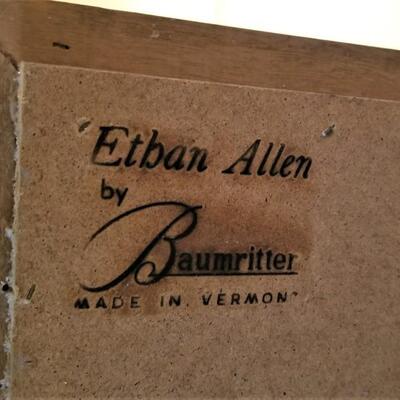 Ethan Allen
by
Baumritter
MADE IN VERMONT